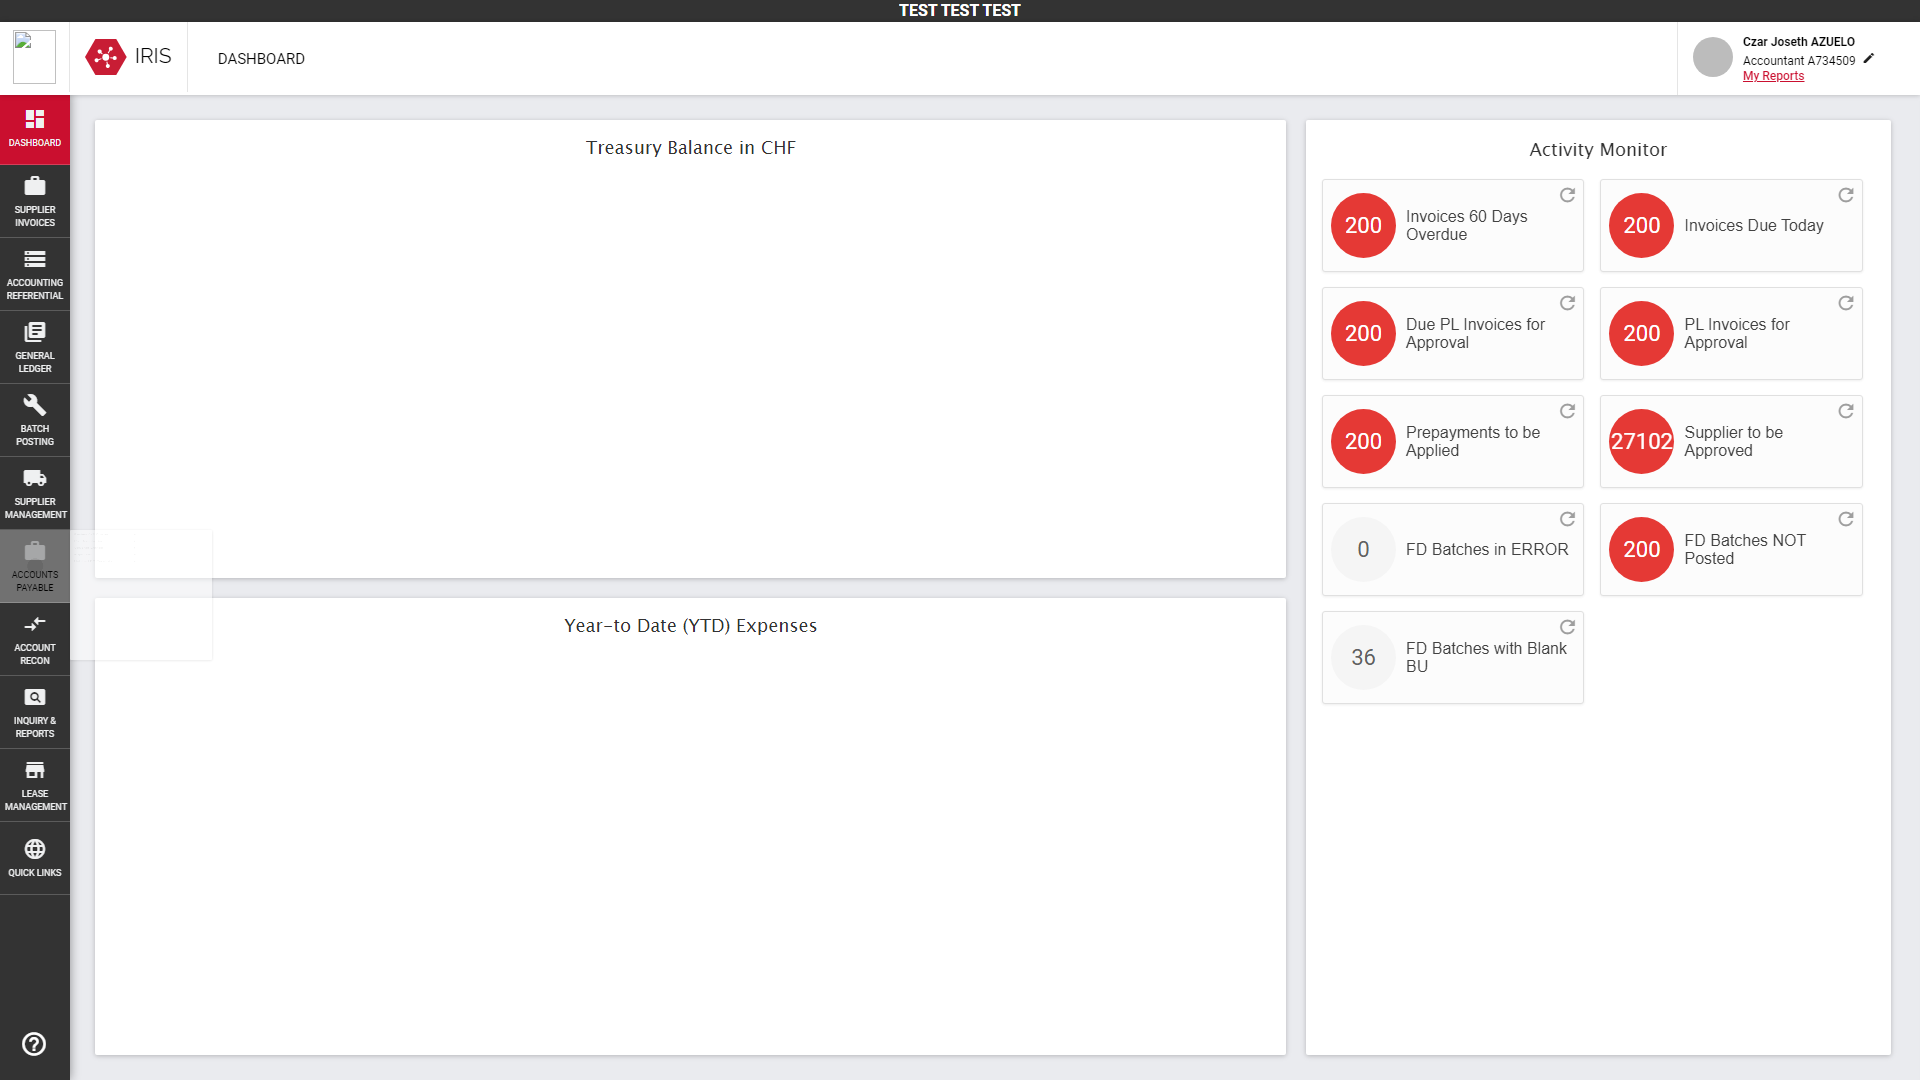 TEST TEST TEST
IRIS
DASHBOARD
Czar Joseth AZUELO
Accountant A734509
My Reports
DASHBOARD
SUPPLIER
INVOICES
ACCOUNTING
REFERENTIAL
GENERAL
LEDGER
BATCH
POSTING
SUPPLIER
MANAGEMENT
ACCOUNTS
PAYABLE
ACCOUNT
RECON
INQUIRY &
REPORTS
LEASE
MANAGEMENT
QUICK LINKS
Treasury Balance in CHF
Year-to Date (YTD) Expenses
Activity Monitor
200
Invoices 60 Days
Overdue
200
Invoices Due Today
200
Due PL Invoices for
Approval
200
PL Invoices for
Approval
200
Prepayments to be
Applied
27102
Supplier to be
Approved
0
FD Batches in ERROR
200
FD Batches NOT
Posted
36
FD Batches with Blank
BU